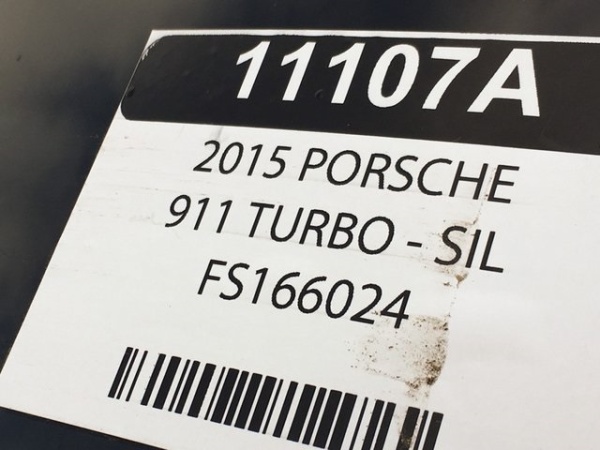 11107A
2015 PORSCHE
911 TURBO - SIL
FS166024